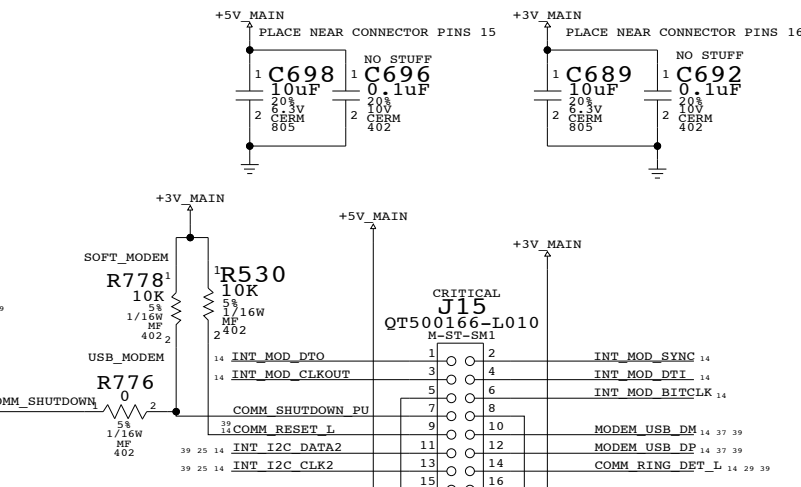 +5V_MAIN
PLACE NEAR CONNECTOR PINS 15
NO STUFF
1 C698
10uF
20%
6.3V
2 CERM
805
1 C696
0.1uF
20%
10V
2 CERM
402
+3V_MAIN
PLACE NEAR CONNECTOR PINS 16
NO STUFF
1 C689
10uF
20%
6.3V
2 CERM
805
1 C692
0.1uF
20%
10V
2 CERM
402
+3V_MAIN
SOFT_MODEM
R778 1
10K
5%
1/16W
MF
402 2
1 R530
10K
5%
1/16W
MF
2 402
USB_MODEM
R776
0
1 2
5%
1/16W
MF
402
OMM_SHUTDOWN
9
+5V_MAIN
+3V_MAIN
CRITICAL
J15
QT500166-L010
M-ST-SM1
14 INT_MOD_DTO 1 2 INT_MOD_SYNC 14
14 INT_MOD_CLKOUT 3 4 INT_MOD_DTI 14
5 6 INT_MOD_BITCLK 14
COMM_SHUTDOWN_PU 7 8
39 14 COMM_RESET_L 9 10 MODEM_USB_DM 14 37 39
39 25 14 INT_I2C_DATA2 11 12 MODEM_USB_DP 14 37 39
39 25 14 INT_I2C_CLK2 13 14 COMM_RING_DET_L 14 29 39
15 16